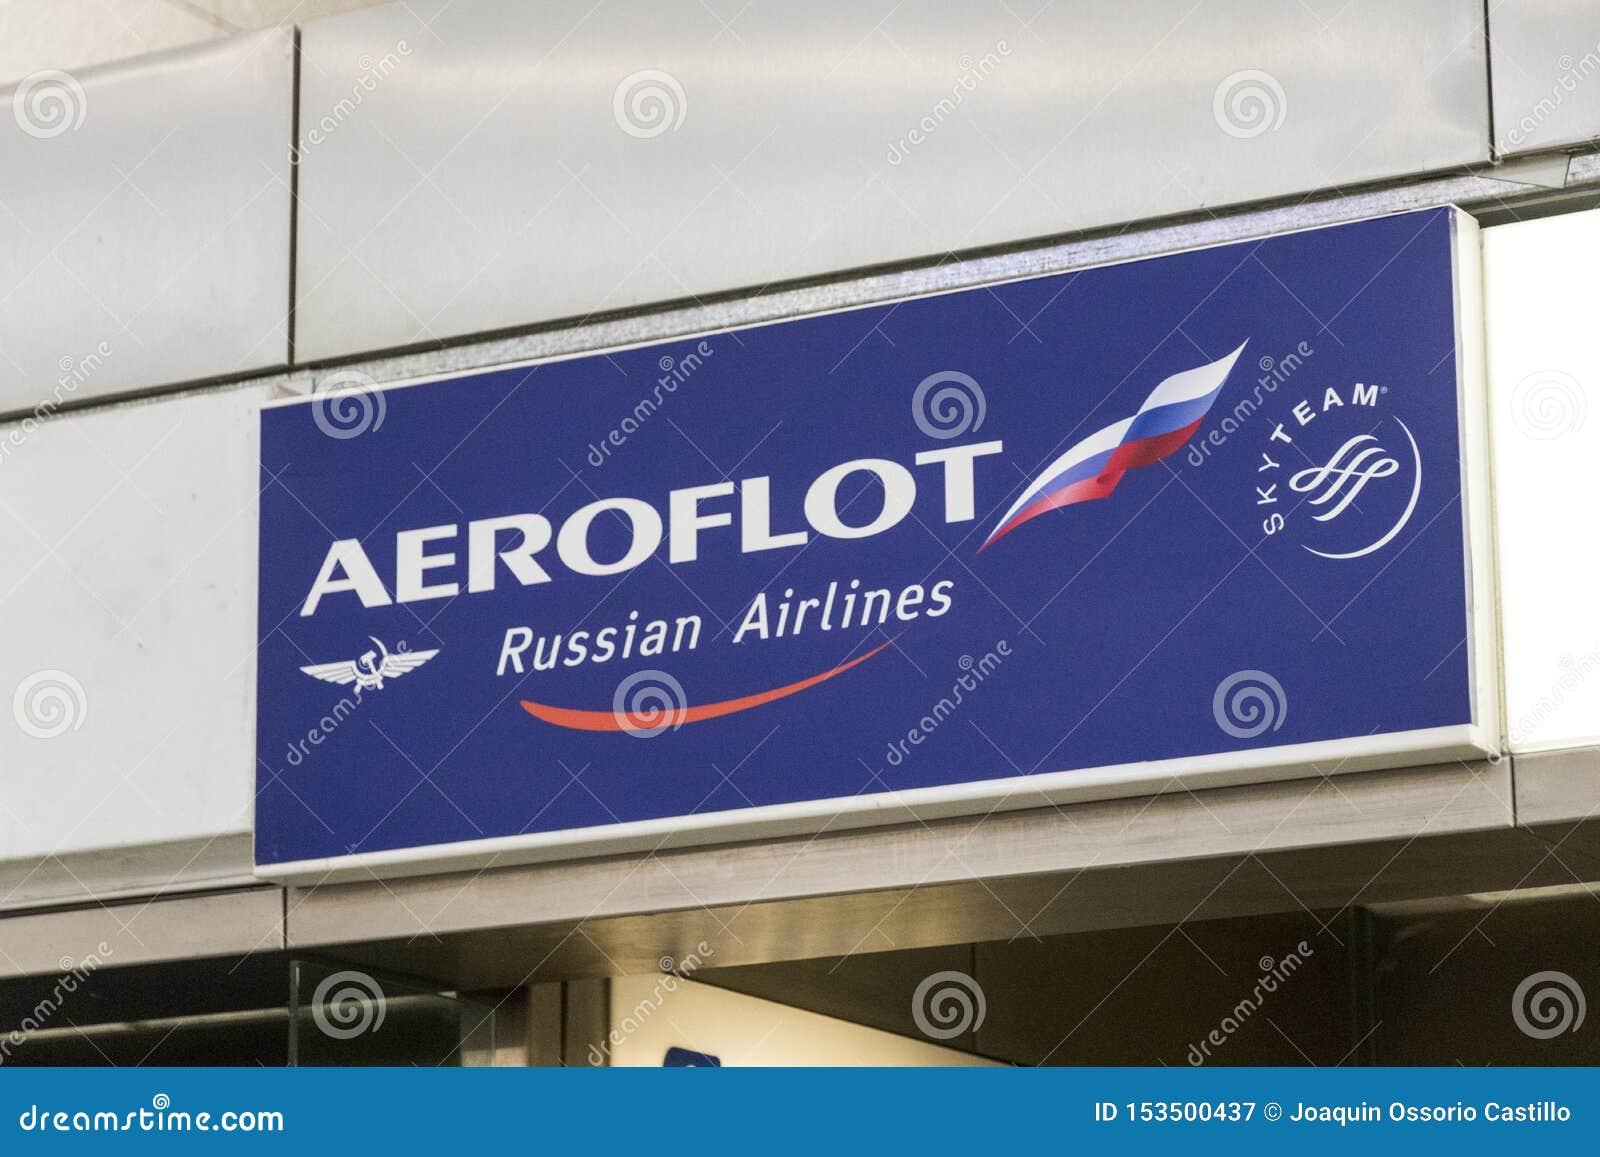 AEROFLOT
Russian Airlines
SKYTEAM®
dreamstime.com
ID 153500437 © Joaquin Ossorio Castillo